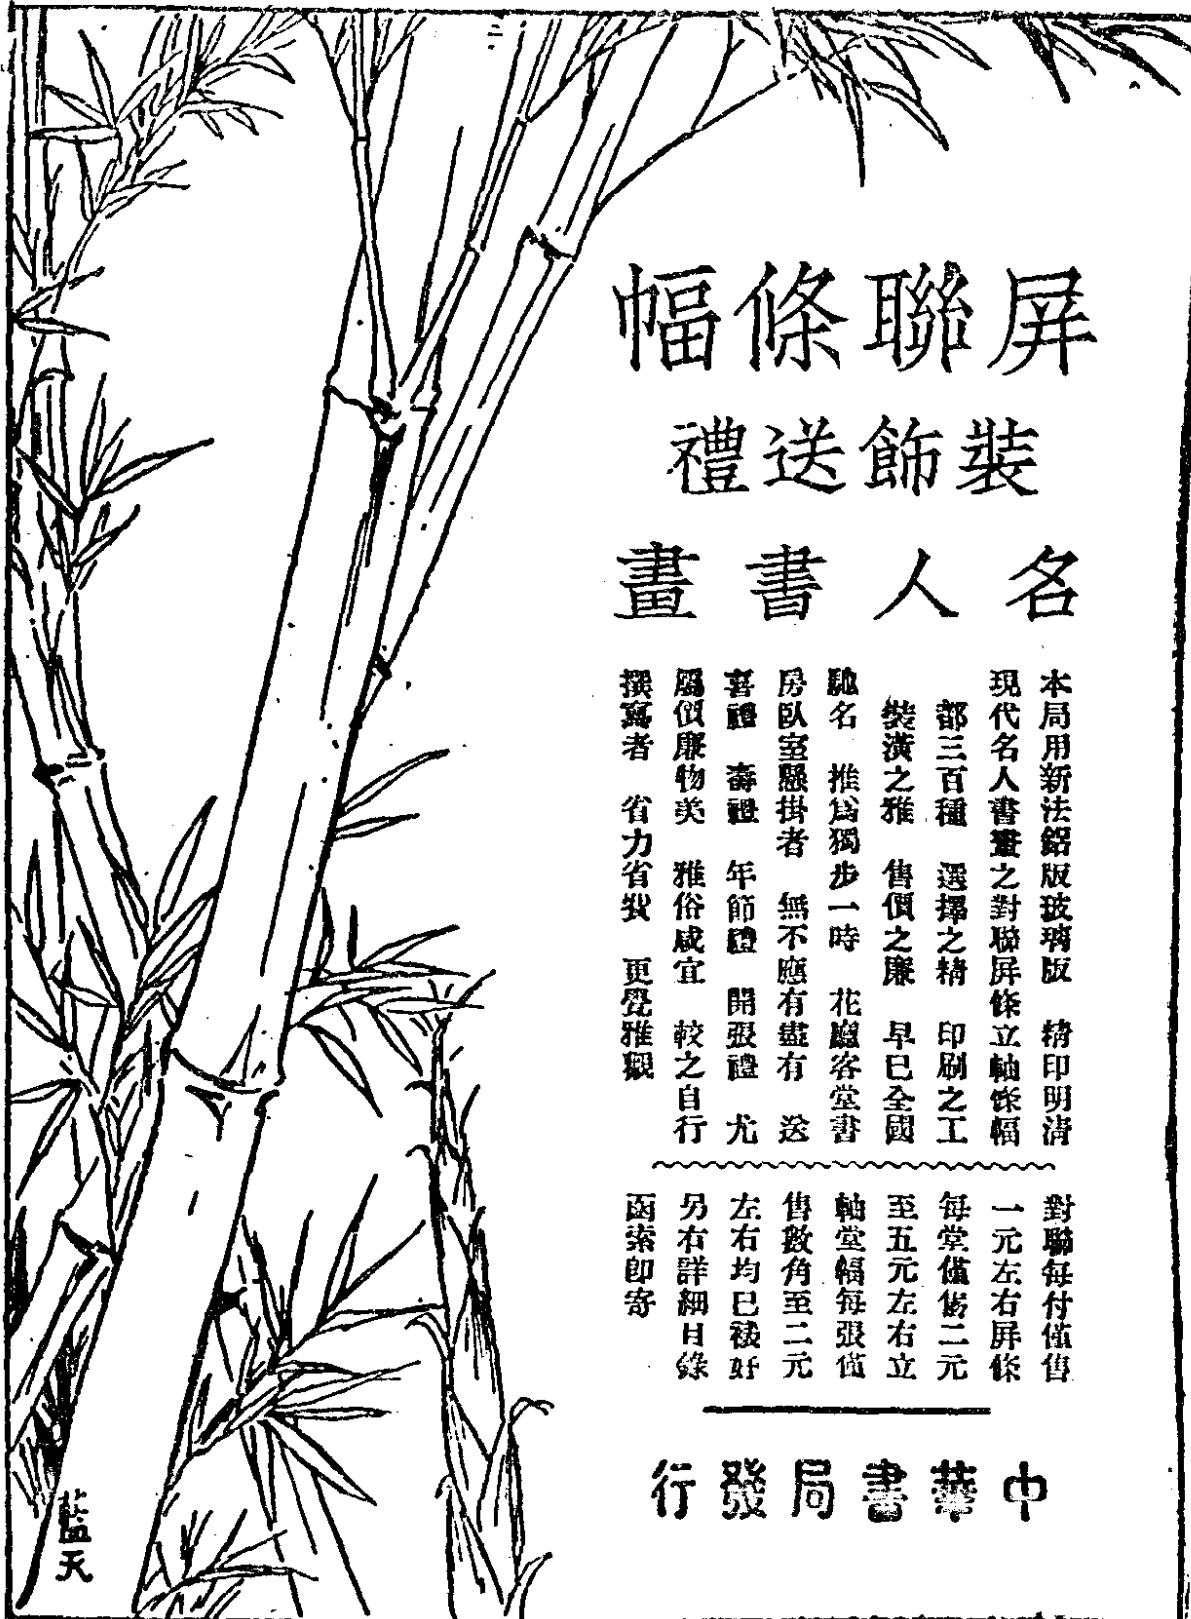 屏聯條幅
裝飾送禮
名人書畫
本局用新法鋁版玻璃版　精印明清
現代名人書畫之對聯屏條立軸條幅
都三百種　選擇之精　印刷之工
裝潢之雅　售價之廉　早已全國
馳名　推爲獨步一時　花廳客堂書
房臥室懸掛者　無不應有盡有　送
喜禮　壽禮　年節禮　開張禮　尤
屬價廉物美　雅俗咸宜　較之自行
撰寫者　省力省　更覺雅觀
對聯每付僅售
一元左右屏條
每堂僅售二元
至五元左右立
軸堂幅每張僅
售數角至二元
左右均已裱好
另有詳細目錄
函索即寄
中華書局發行
藍天